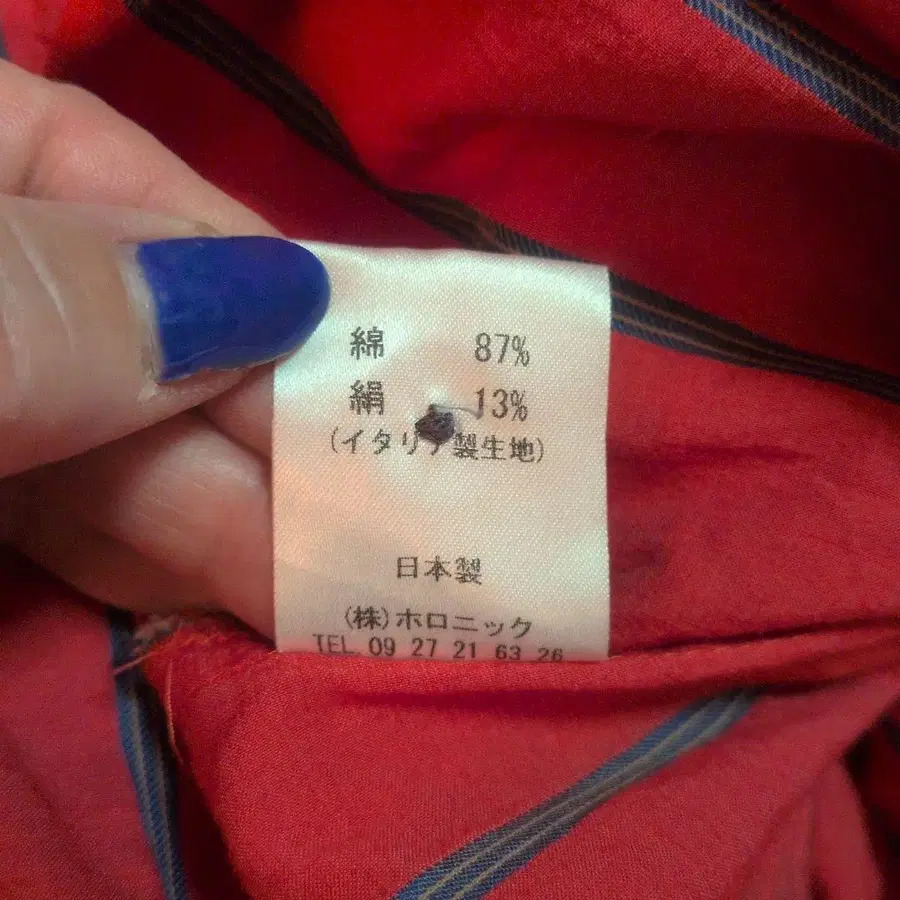 綿 87%
絹 13%
(イタリア製生地)
日本製
(株)ホロニック
TEL 09 27 21 63 26